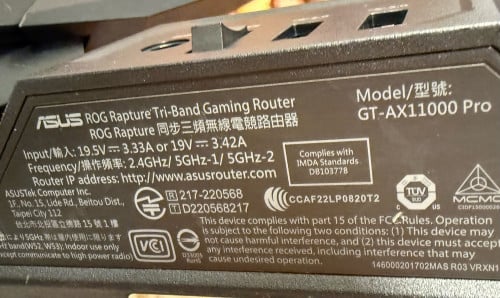 ASUS ROG Rapture Tri-Band Gaming Router
ROG Rapture 同步三頻無線電競路由器
Model/型號:
GT-AX11000 Pro
Input/輸入: 19.5V 3.33A or 19V 3.42A
Frequency/操作頻率: 2.4GHz/ 5GHz-1/ 5GHz-2
Router IP address: http://www.asusrouter.com
Complies with
IMDA Standards
DB103778
ASUSTek Computer Inc.
1F., No. 15, Lide Rd., Beitou Dist.,
Taipei City 112
R 217-220568
T D220568217
CCAF22LP0820T2
TÜV
MCMC
VCI
This device complies with part 15 of the FCC Rules. Operation
is subject to the following two conditions: (1) This device may
not cause harmful interference, and (2) this device must accept
any interference received, including interference that may
cause undesired operation.
146000201702MAS R03